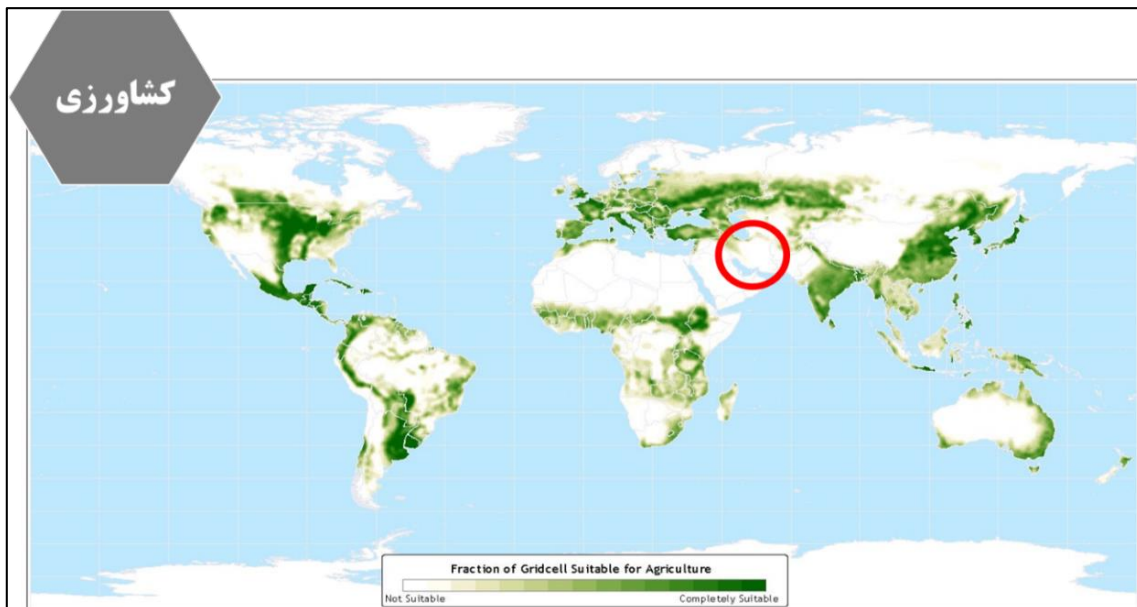 کشاورزی
Fraction of Gridcell Suitable for Agriculture
Not Suitable Completely Suitable